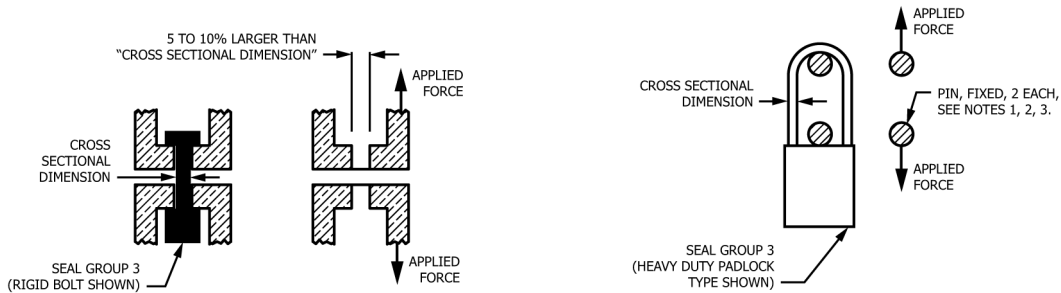 5 TO 10% LARGER THAN
“CROSS SECTIONAL DIMENSION”
APPLIED
FORCE
CROSS
SECTIONAL
DIMENSION
SEAL GROUP 3
(RIGID BOLT SHOWN)
APPLIED
FORCE
APPLIED
FORCE
CROSS SECTIONAL
DIMENSION
PIN, FIXED, 2 EACH,
SEE NOTES 1, 2, 3.
APPLIED
FORCE
SEAL GROUP 3
(HEAVY DUTY PADLOCK
TYPE SHOWN)